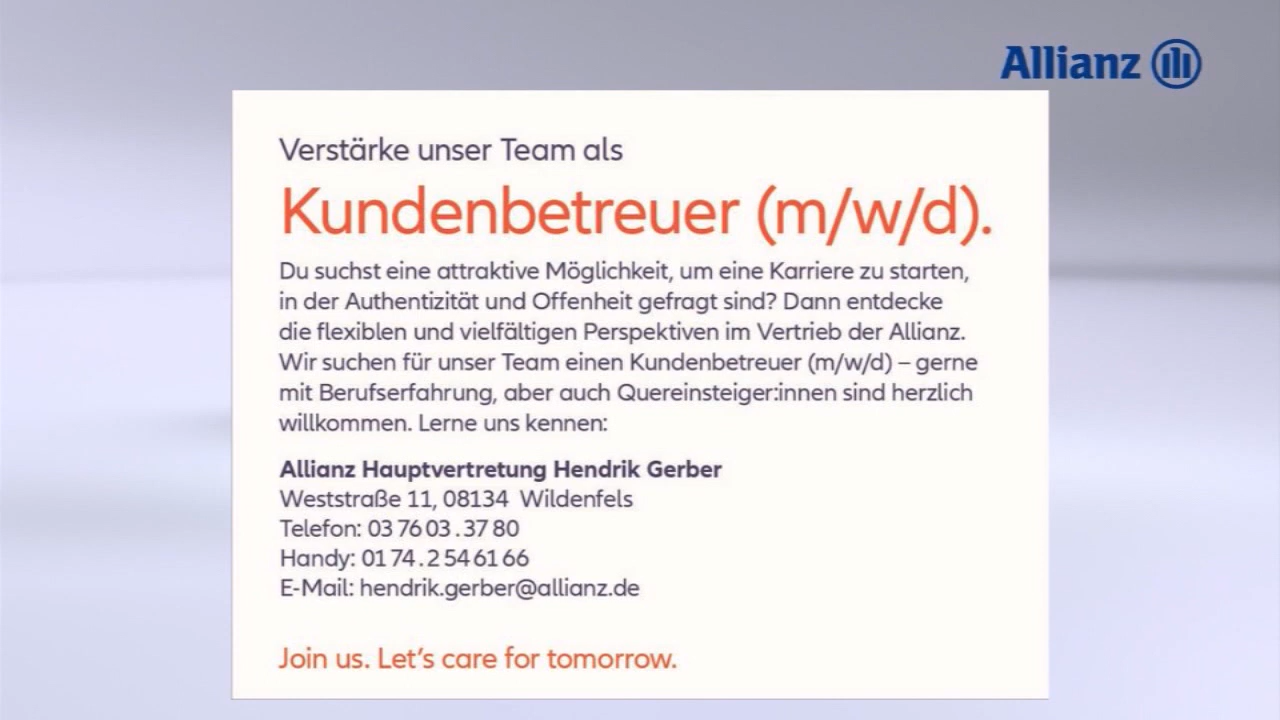 Allianz
Verstärke unser Team als
Kundenbetreuer (m/w/d).
Du suchst eine attraktive Möglichkeit, um eine Karriere zu starten,
in der Authentizität und Offenheit gefragt sind? Dann entdecke
die flexiblen und vielfältigen Perspektiven im Vertrieb der Allianz.
Wir suchen für unser Team einen Kundenbetreuer (m/w/d) – gerne
mit Berufserfahrung, aber auch Quereinsteiger:innen sind herzlich
willkommen. Lerne uns kennen:
Allianz Hauptvertretung Hendrik Gerber
Weststraße 11, 08134 Wildenfels
Telefon: 03 76 03 . 37 80
Handy: 01 74 . 2 54 61 66
E-Mail: hendrik.gerber@allianz.de
Join us. Let’s care for tomorrow.